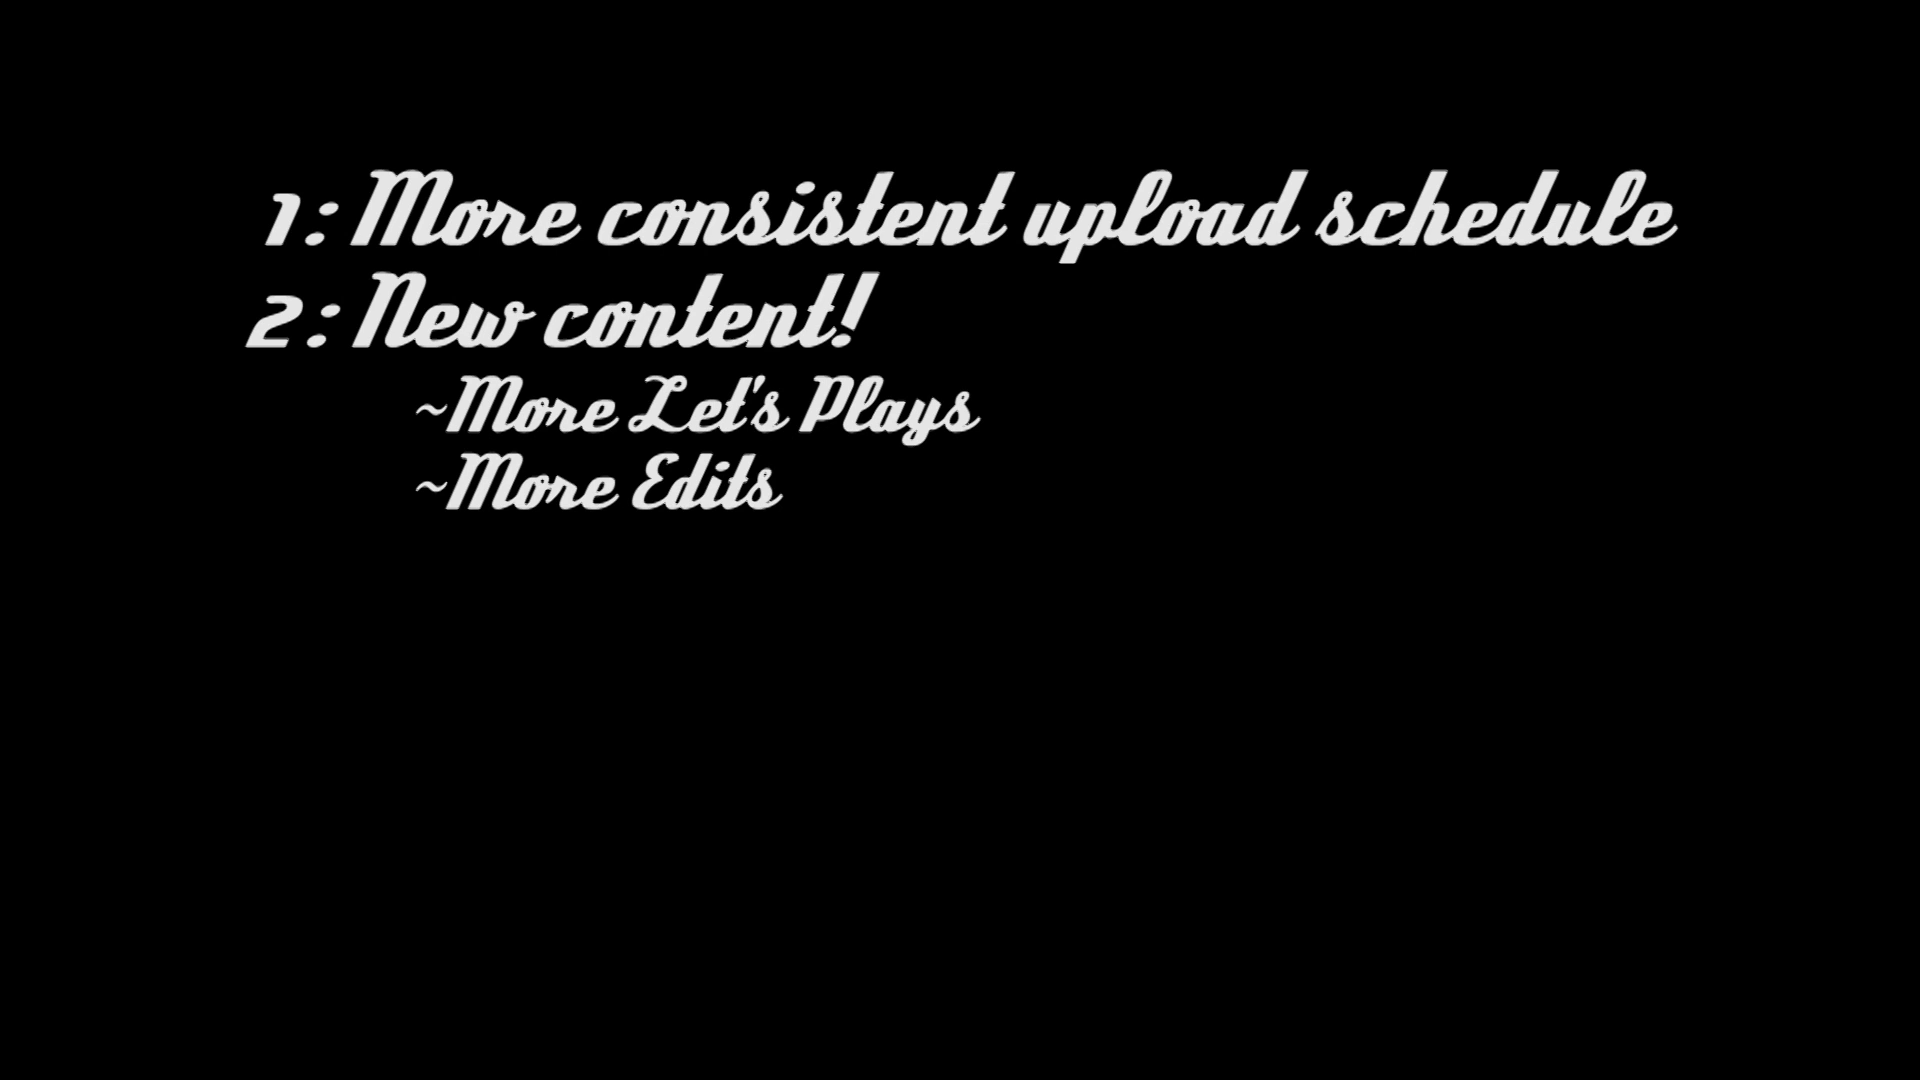 1: More consistent upload schedule
2: New content!
~More Let's Plays
~More Edits